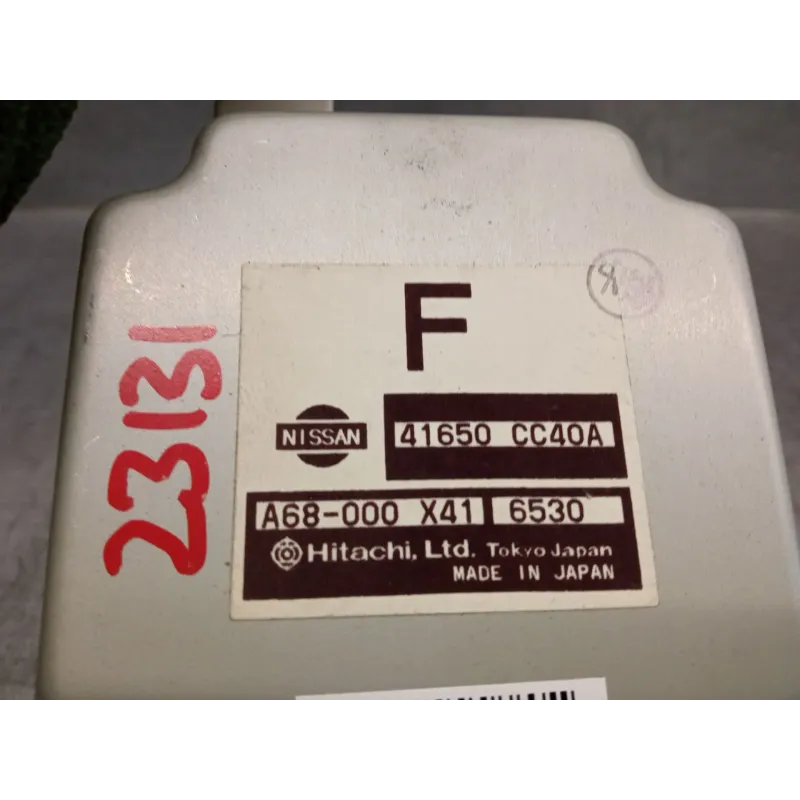 F
NISSAN
41650 CC40A
A68-000 X41 6530
Hitachi, Ltd. Tokyo Japan
MADE IN JAPAN
23131